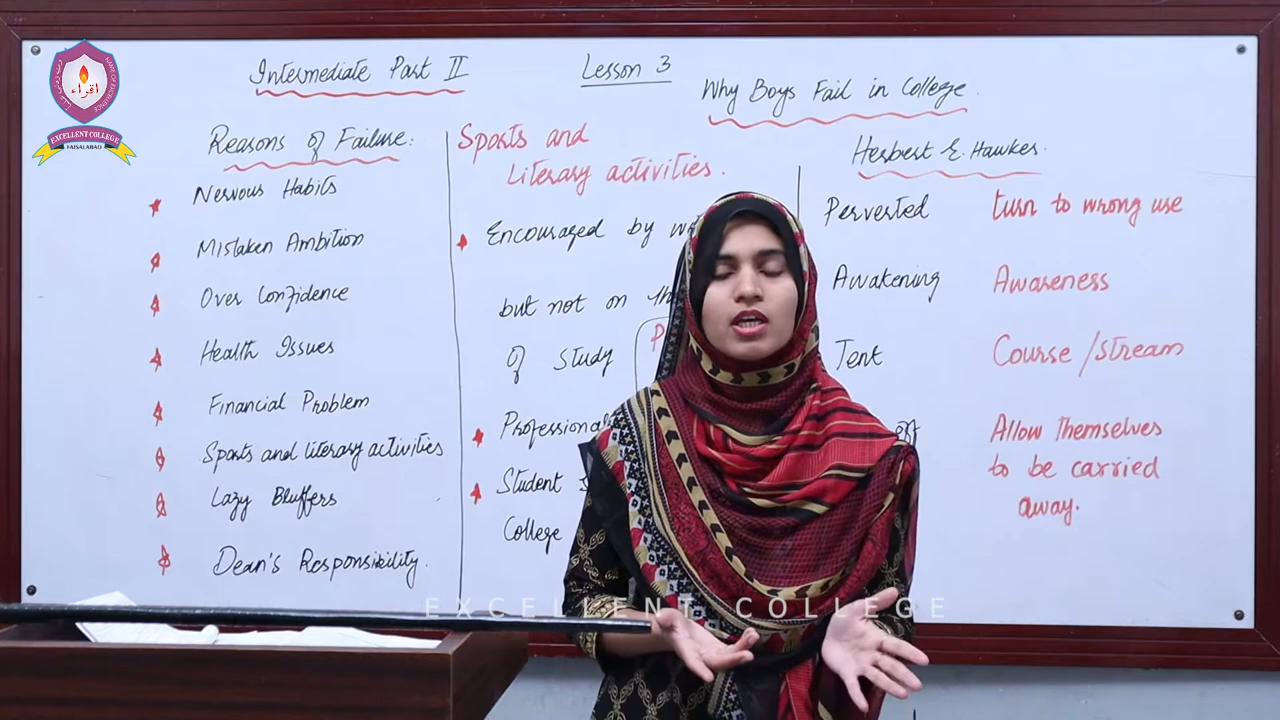 Intermediate Part II
Lesson 3
Why Boys Fail in College.
Herbert E. Hawkes.
Reasons of Failure:
Nervous Habits
Mistaken Ambition
Over Confidence
Health Issues
Financial Problem
Sports and literary activities
Lazy Bluffers
Dean's Responsibility.
Sports and
Literary activities.
Encouraged by
but not on
of study
Professional
Student
College
Perverted turn to wrong use
Awakening Awareness
Tent Course / Stream
Allow Themselves
to be carried
away.
اقراء
EXCELLENT COLLEGE
FAISALABAD
EXCELLENT COLLEGE